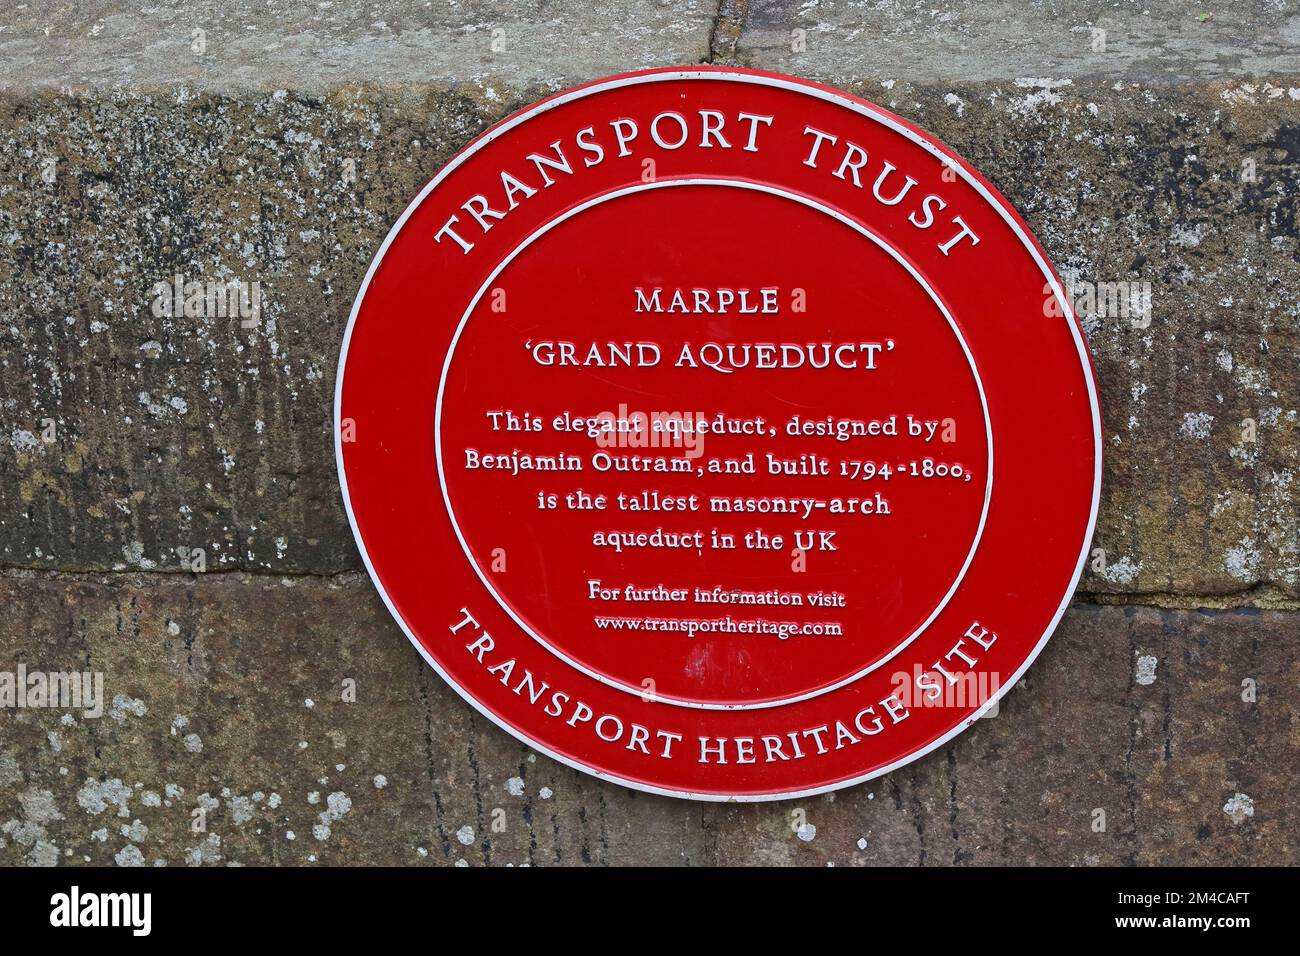 TRANSPORT TRUST
MARPLE
‘GRAND AQUEDUCT’
This elegant aqueduct, designed by
Benjamin Outram, and built 1794-1800,
is the tallest masonry-arch
aqueduct in the UK
For further information visit
www.transportheritage.com
TRANSPORT HERITAGE SITE
alamy
Image ID: 2M4CAFT
www.alamy.com